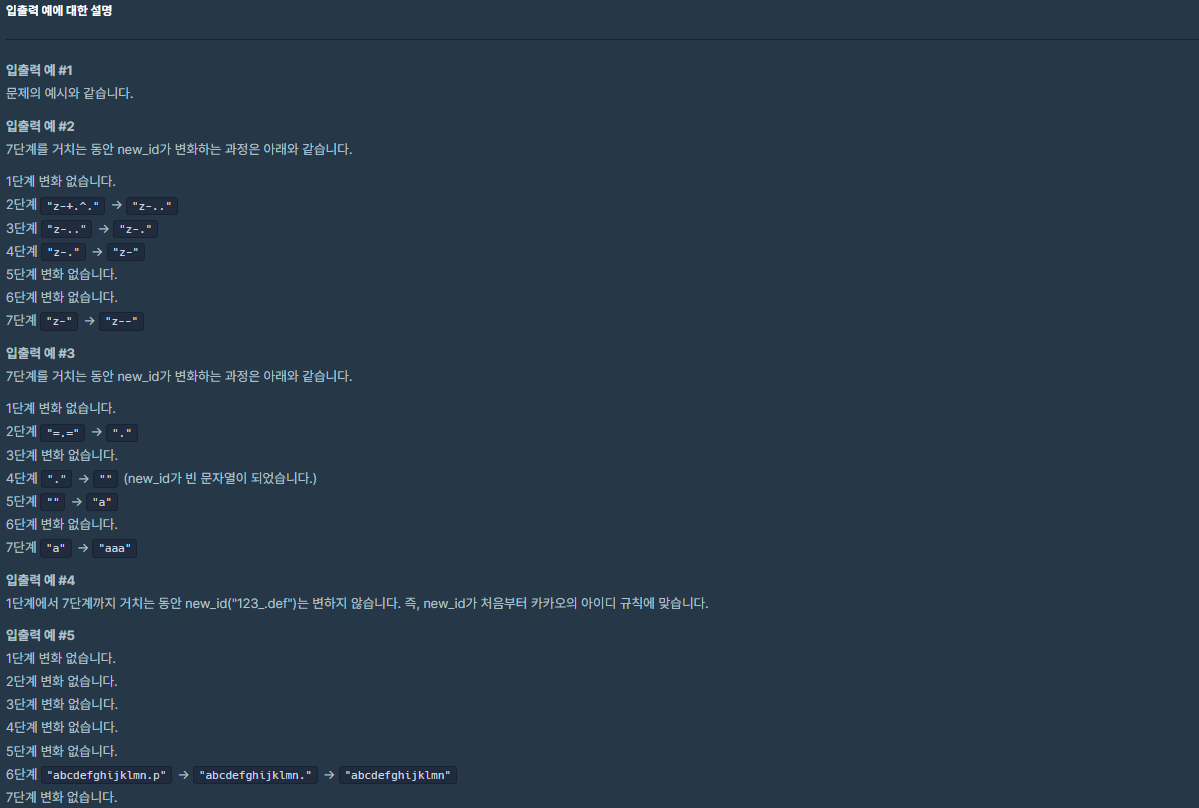 입출력 예에 대한 설명
입출력 예 #1
문제의 예시와 같습니다.
입출력 예 #2
7단계를 거치는 동안 new_id가 변화하는 과정은 아래와 같습니다.
1단계 변화 없습니다.
2단계 "z-+.^." → "z-.."
3단계 "z-.." → "z-."
4단계 "z-." → "z-"
5단계 변화 없습니다.
6단계 변화 없습니다.
7단계 "z-" → "z--"
입출력 예 #3
7단계를 거치는 동안 new_id가 변화하는 과정은 아래와 같습니다.
1단계 변화 없습니다.
2단계 "=.=" → "."
3단계 변화 없습니다.
4단계 "." → "" (new_id가 빈 문자열이 되었습니다.)
5단계 "" → "a"
6단계 변화 없습니다.
7단계 "a" → "aaa"
입출력 예 #4
1단계에서 7단계까지 거치는 동안 new_id("123_.def")는 변하지 않습니다. 즉, new_id가 처음부터 카카오의 아이디 규칙에 맞습니다.
입출력 예 #5
1단계 변화 없습니다.
2단계 변화 없습니다.
3단계 변화 없습니다.
4단계 변화 없습니다.
5단계 변화 없습니다.
6단계 "abcdefghijklmn.p" → "abcdefghijklmn." → "abcdefghijklmn"
7단계 변화 없습니다.